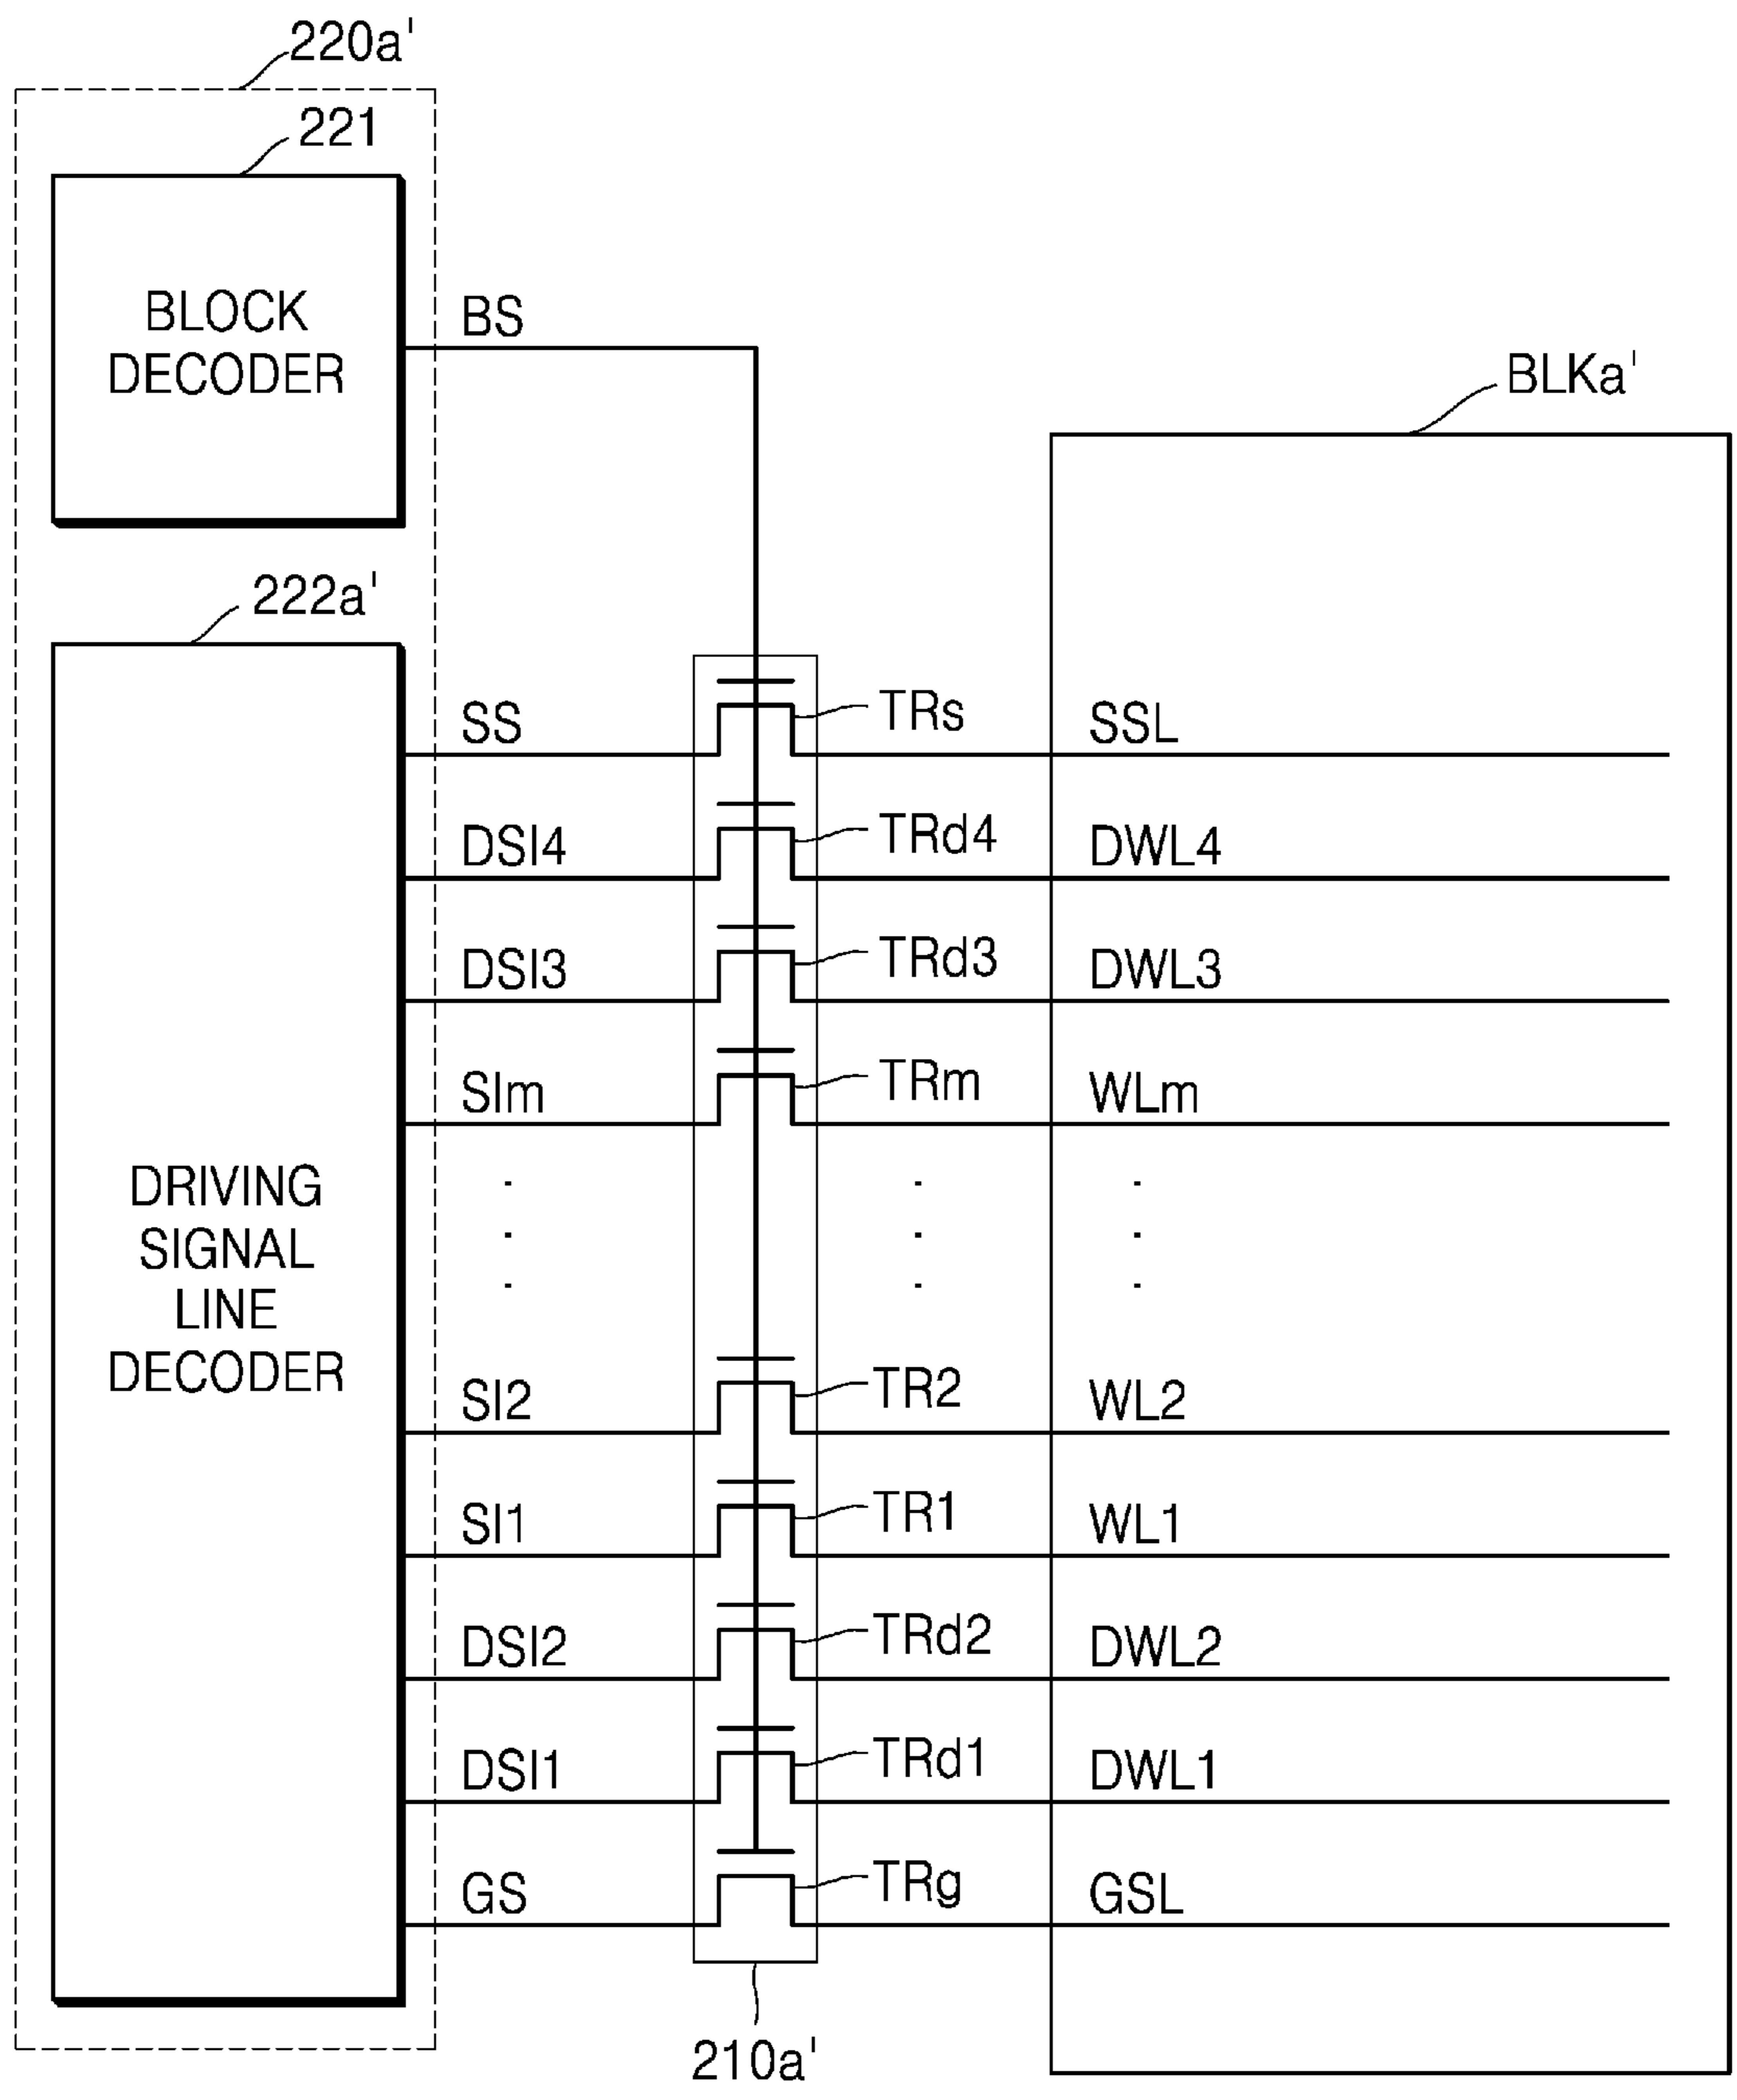 220a'
221
BLOCK
DECODER
BS
BLKa'
222a'
DRIVING
SIGNAL
LINE
DECODER
SS TRs SSL
DSI4 TRd4 DWL4
DSI3 TRd3 DWL3
SIm TRm WLm
SI2 TR2 WL2
SI1 TR1 WL1
DSI2 TRd2 DWL2
DSI1 TRd1 DWL1
GS TRg GSL
210a'